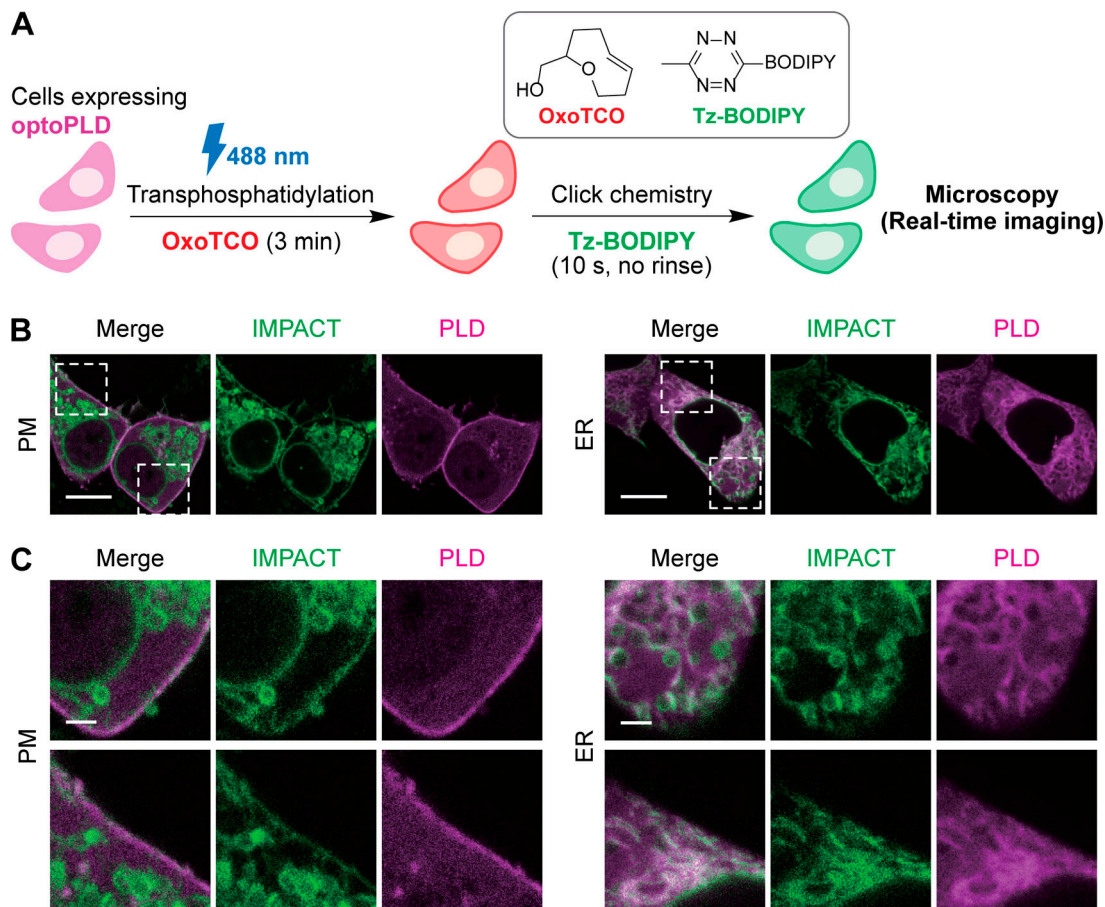 A
Cells expressing
optoPLD
488 nm
Transphosphatidylation
OxoTCO (3 min)
HO
O
OxoTCO
N
N
N
N
BODIPY
Tz-BODIPY
Click chemistry
Tz-BODIPY
(10 s, no rinse)
Microscopy
(Real-time imaging)
B
Merge
IMPACT
PLD
PM
Merge
IMPACT
PLD
ER
C
Merge
IMPACT
PLD
PM
Merge
IMPACT
PLD
ER